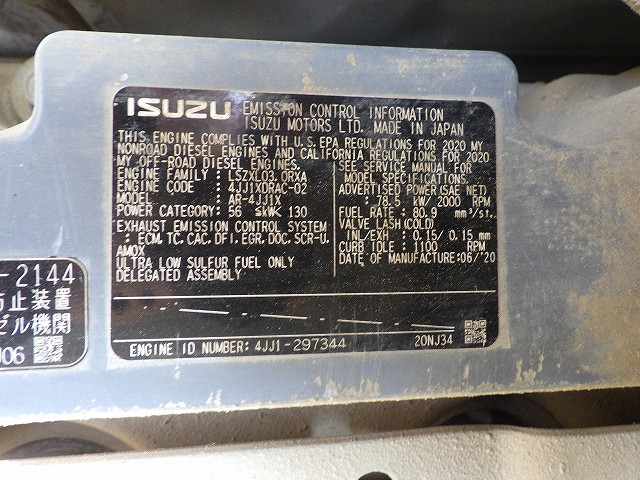 ISUZU EMISSION CONTROL INFORMATION
ISUZU MOTORS LTD. MADE IN JAPAN
THIS ENGINE COMPLIES WITH U.S. EPA REGULATIONS FOR 2020 MY
NONROAD DIESEL ENGINES AND CALIFORNIA REGULATIONS FOR 2020
MY OFF-ROAD DIESEL ENGINES.
ENGINE FAMILY : LSZXL03.0RXA
ENGINE CODE : 4JJ1XDRAC-02
MODEL : AR-4JJ1X
POWER CATEGORY: 56 ≤kW< 130
EXHAUST EMISSION CONTROL SYSTEM
: ECM, TC, CAC, DFI, EGR, DOC, SCR-U,
AMOX
ULTRA LOW SULFUR FUEL ONLY
DELEGATED ASSEMBLY
SEE SERVICE MANUAL FOR
MODEL SPECIFICATIONS.
ADVERTISED POWER(SAE NET)
: 78.5 kW/ 2000 RPM
FUEL RATE : 80.9 mm³/st.
VALVE LASH(COLD)
INL/EXH : 0.15/ 0.15 mm
CURB IDLE : 1100 RPM
DATE OF MANUFACTURE:06/'20
ENGINE ID NUMBER: 4JJ1-297344
20NJ34
-2144
止装置
ゼル機関
J06